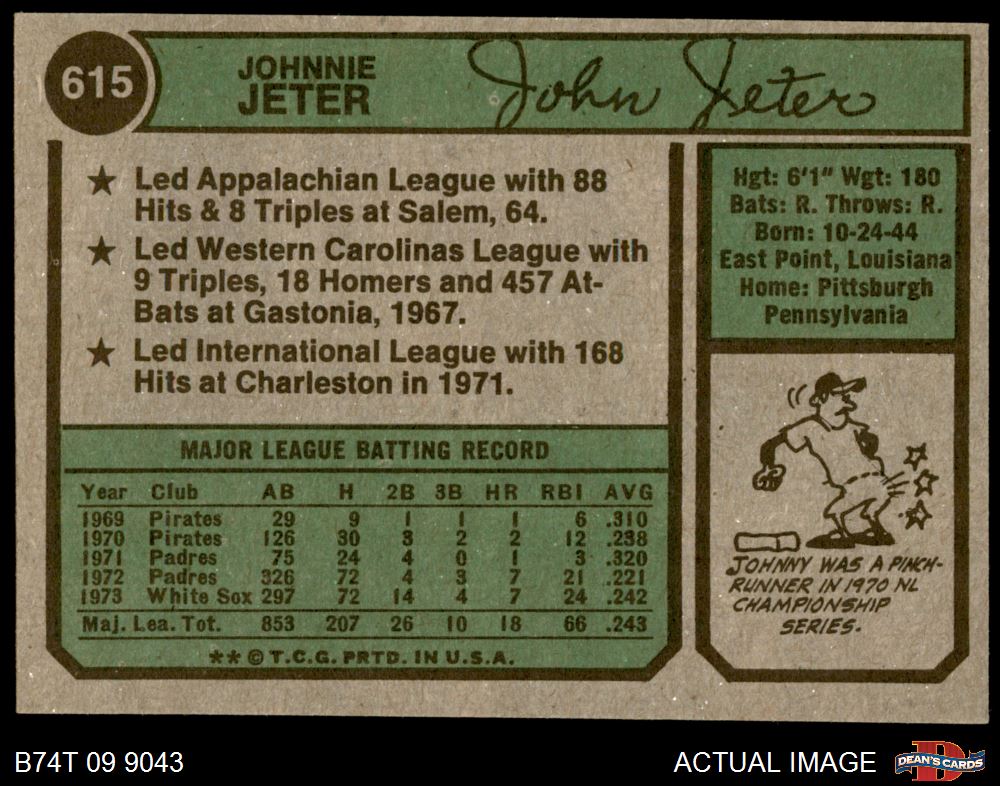 615
JOHNNIE
JETER
John Jeter
★ Led Appalachian League with 88
Hits & 8 Triples at Salem, 64.
★ Led Western Carolinas League with
9 Triples, 18 Homers and 457 At-
Bats at Gastonia, 1967.
★ Led International League with 168
Hits at Charleston in 1971.
Hgt: 6'1" Wgt: 180
Bats: R. Throws: R.
Born: 10-24-44
East Point, Louisiana
Home: Pittsburgh
Pennsylvania
MAJOR LEAGUE BATTING RECORD
Year Club AB H 2B 3B HR RBI AVG
1969 Pirates 29 9 1 1 1 6 .310
1970 Pirates 126 30 3 2 2 12 .238
1971 Padres 75 24 4 0 1 3 .320
1972 Padres 326 72 4 3 7 21 .221
1973 White Sox 297 72 14 4 7 24 .242
Maj. Lea. Tot. 853 207 26 10 18 66 .243
** © T.C.G. PRTD. IN U.S.A.
JOHNNY WAS A PINCH-
RUNNER IN 1970 NL
CHAMPIONSHIP
SERIES.
B74T 09 9043
ACTUAL IMAGE
D
DEAN'S CARDS